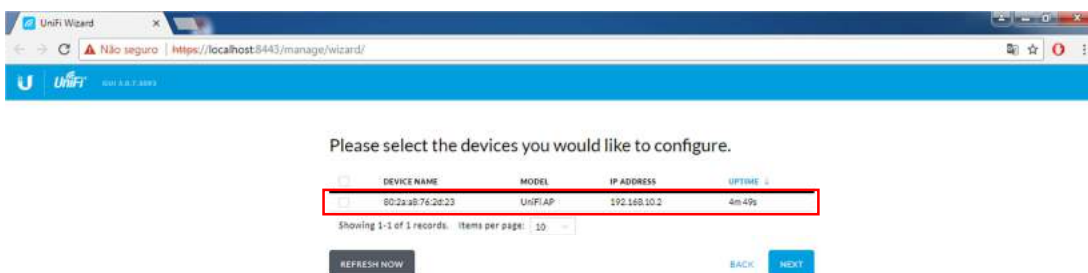 UniFi Wizard
Não seguro | https://localhost:8443/manage/wizard/
U UniFi
Please select the devices you would like to configure.
DEVICE NAME MODEL IP ADDRESS UPTIME
80:2a:a8:76:2d:23 UniFi AP 192.168.10.2 4m 49s
Showing 1-1 of 1 records. Items per page: 10
REFRESH NOW BACK NEXT